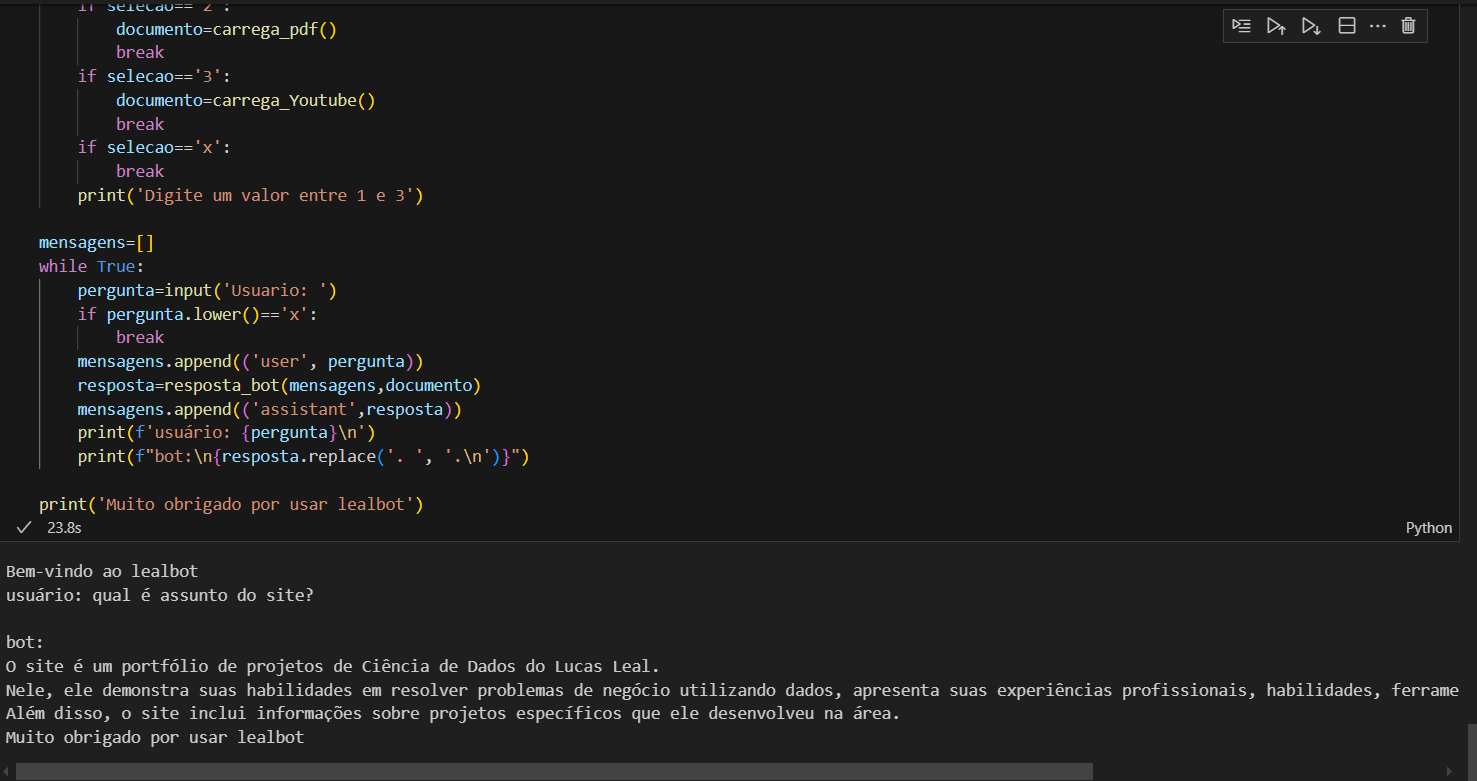 if selecao=='2':
documento=carrega_pdf()
break
if selecao=='3':
documento=carrega_Youtube()
break
if selecao=='x':
break
print('Digite um valor entre 1 e 3')
mensagens=[]
while True:
pergunta=input('Usuario: ')
if pergunta.lower()=='x':
break
mensagens.append(('user', pergunta))
resposta=resposta_bot(mensagens,documento)
mensagens.append(('assistant',resposta))
print(f'usuário: {pergunta}\n')
print(f"bot:\n{resposta.replace('. ', '.\n')}")
print('Muito obrigado por usar lealbot')
23.8s
Python
Bem-vindo ao lealbot
usuário: qual é assunto do site?
bot:
O site é um portfólio de projetos de Ciência de Dados do Lucas Leal.
Nele, ele demonstra suas habilidades em resolver problemas de negócio utilizando dados, apresenta suas experiências profissionais, habilidades, ferrame
Além disso, o site inclui informações sobre projetos específicos que ele desenvolveu na área.
Muito obrigado por usar lealbot